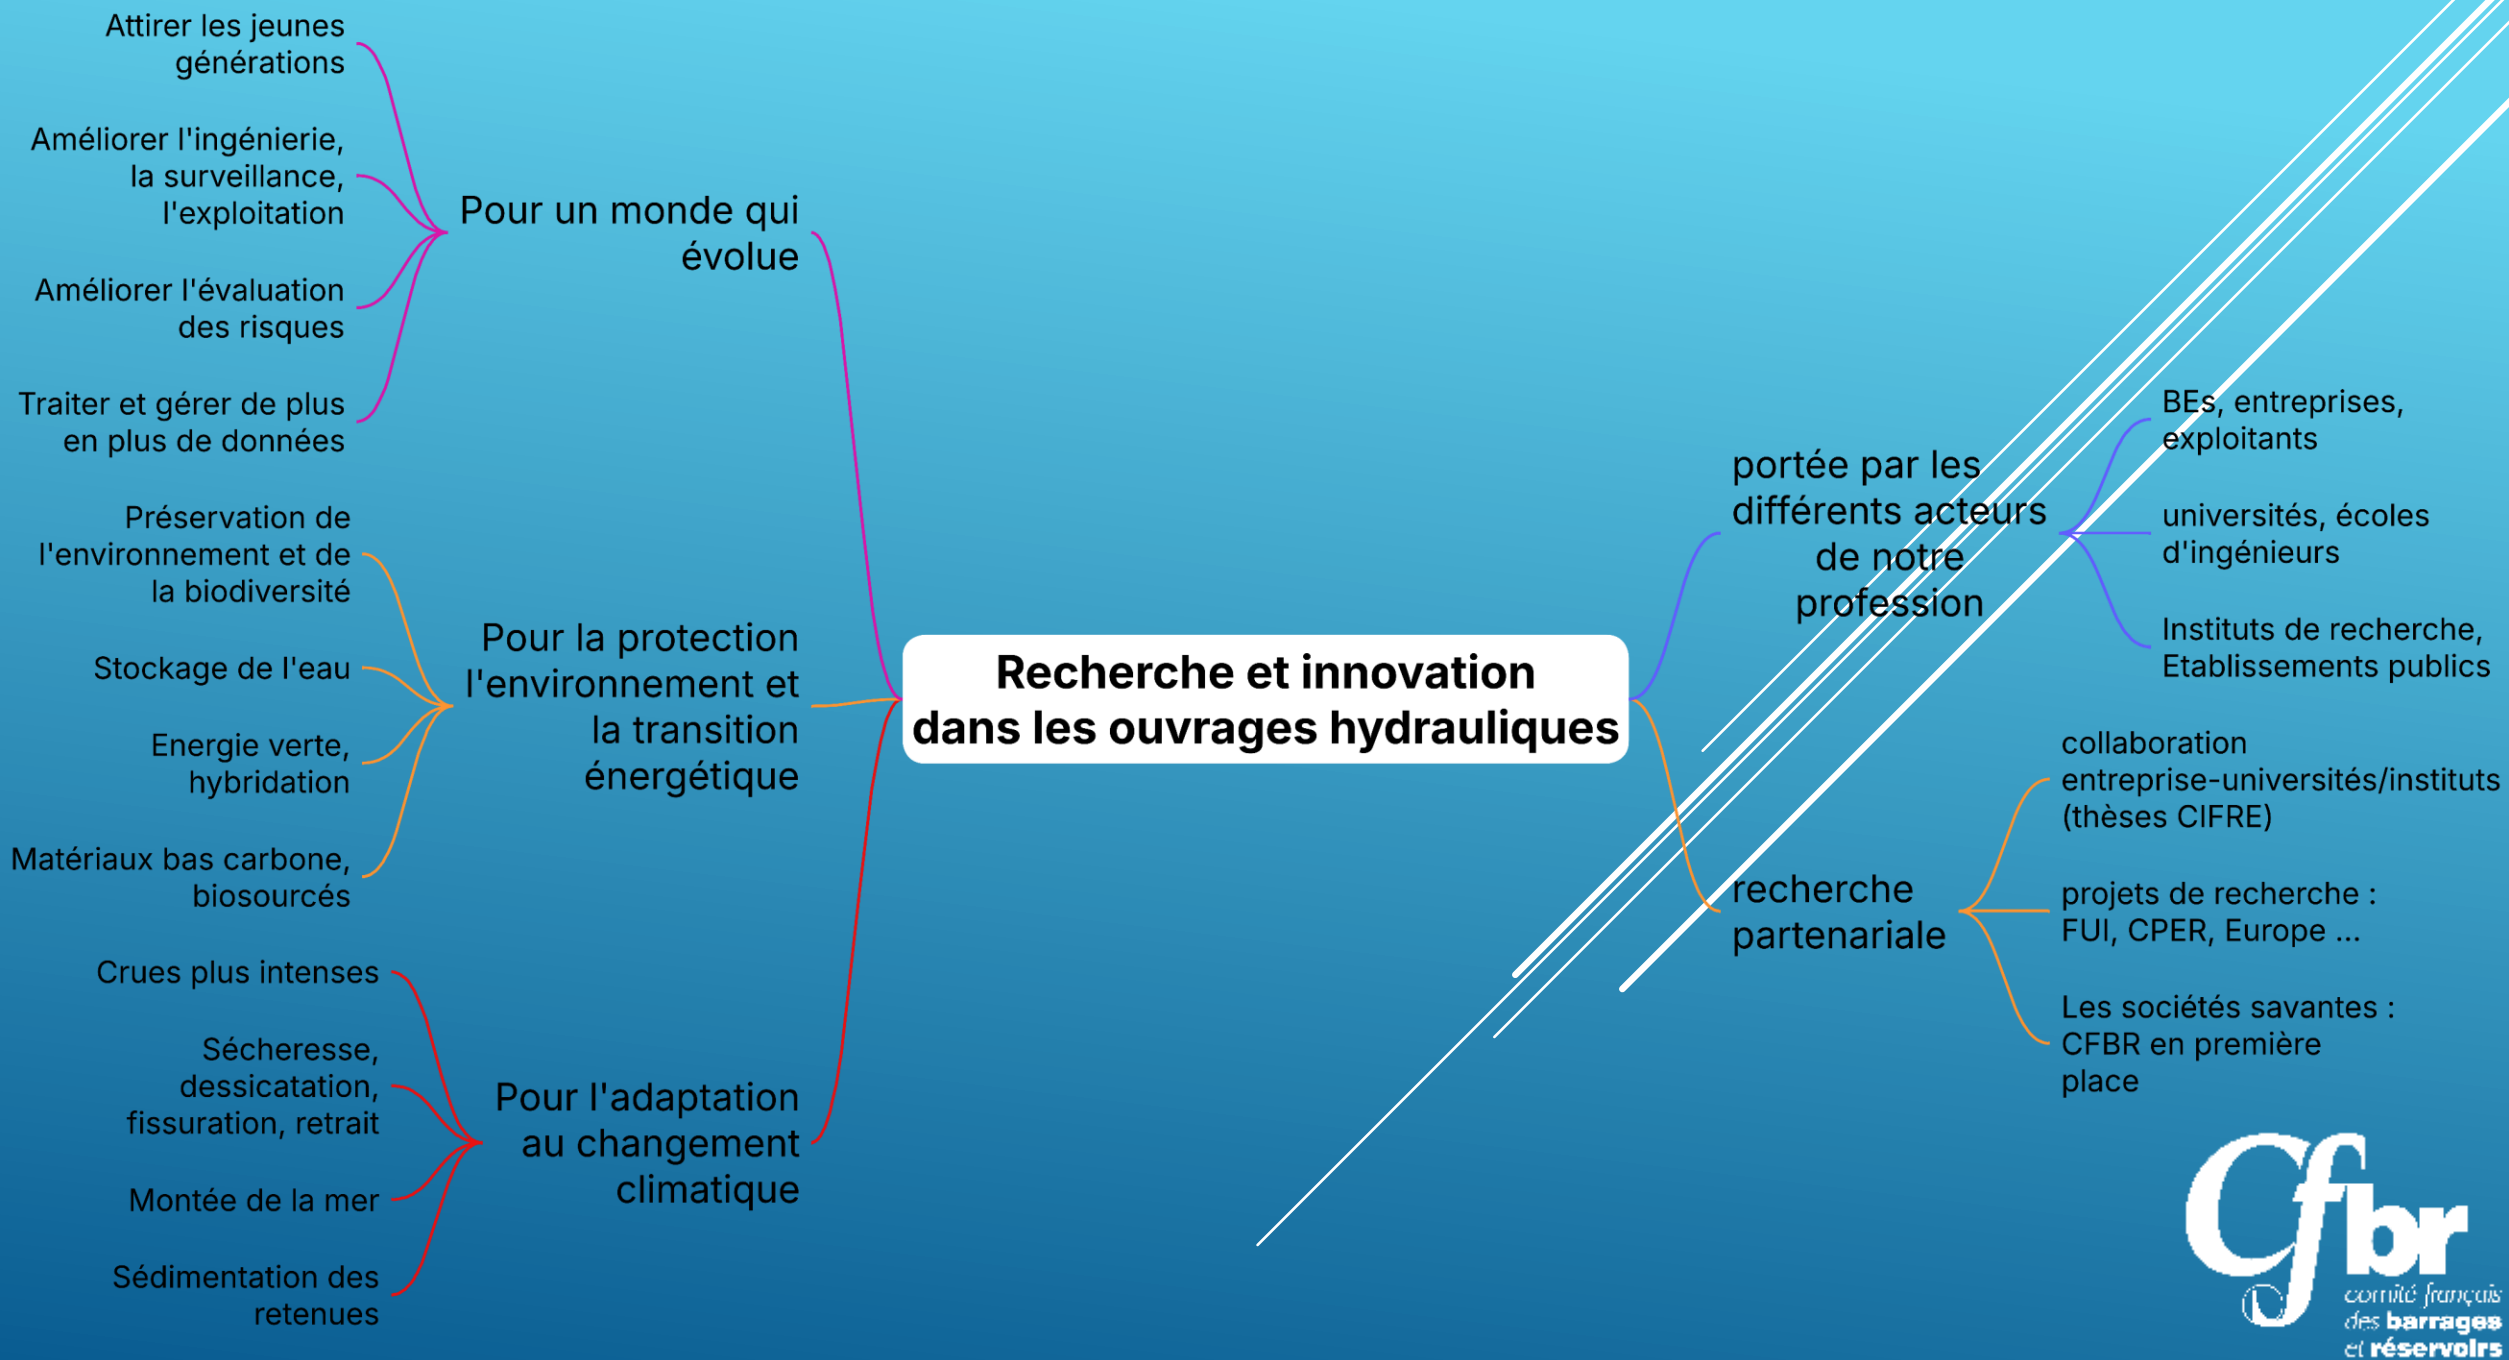 Attirer les jeunes
générations
Améliorer l'ingénierie,
la surveillance,
l'exploitation
Améliorer l'évaluation
des risques
Traiter et gérer de plus
en plus de données
Pour un monde qui
évolue
Préservation de
l'environnement et de
la biodiversité
Stockage de l'eau
Energie verte,
hybridation
Matériaux bas carbone,
biosourcés
Pour la protection
l'environnement et
la transition
énergétique
Crues plus intenses
Sécheresse,
dessicatation,
fissuration, retrait
Montée de la mer
Sédimentation des
retenues
Pour l'adaptation
au changement
climatique
Recherche et innovation
dans les ouvrages hydrauliques
portée par les
différents acteurs
de notre
profession
BEs, entreprises,
exploitants
universités, écoles
d'ingénieurs
Instituts de recherche,
Etablissements publics
recherche
partenariale
collaboration
entreprise-universités/instituts
(thèses CIFRE)
projets de recherche :
FUI, CPER, Europe ...
Les sociétés savantes :
CFBR en première
place
Cfbr
comité français
des barrages
et réservoirs